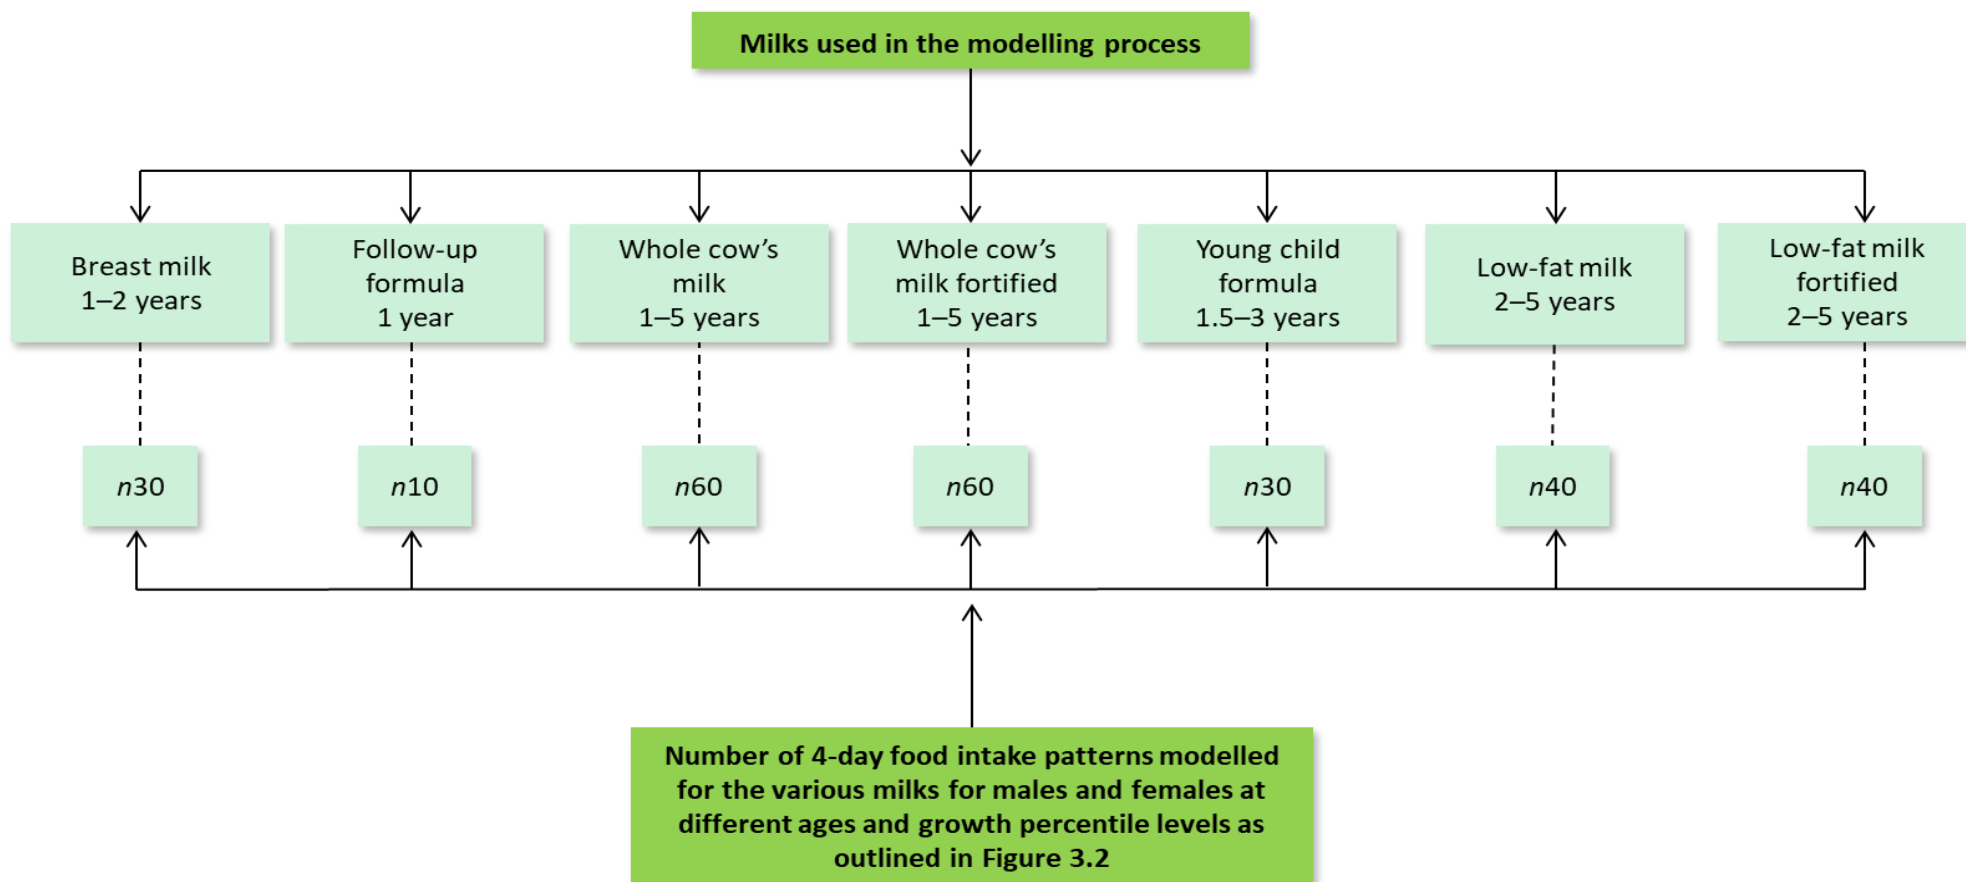 Milks used in the modelling process
Breast milk
1–2 years
Follow-up
formula
1 year
Whole cow’s
milk
1–5 years
Whole cow’s
milk fortified
1–5 years
Young child
formula
1.5–3 years
Low-fat milk
2–5 years
Low-fat milk
fortified
2–5 years
n30
n10
n60
n60
n30
n40
n40
Number of 4-day food intake patterns modelled
for the various milks for males and females at
different ages and growth percentile levels as
outlined in Figure 3.2